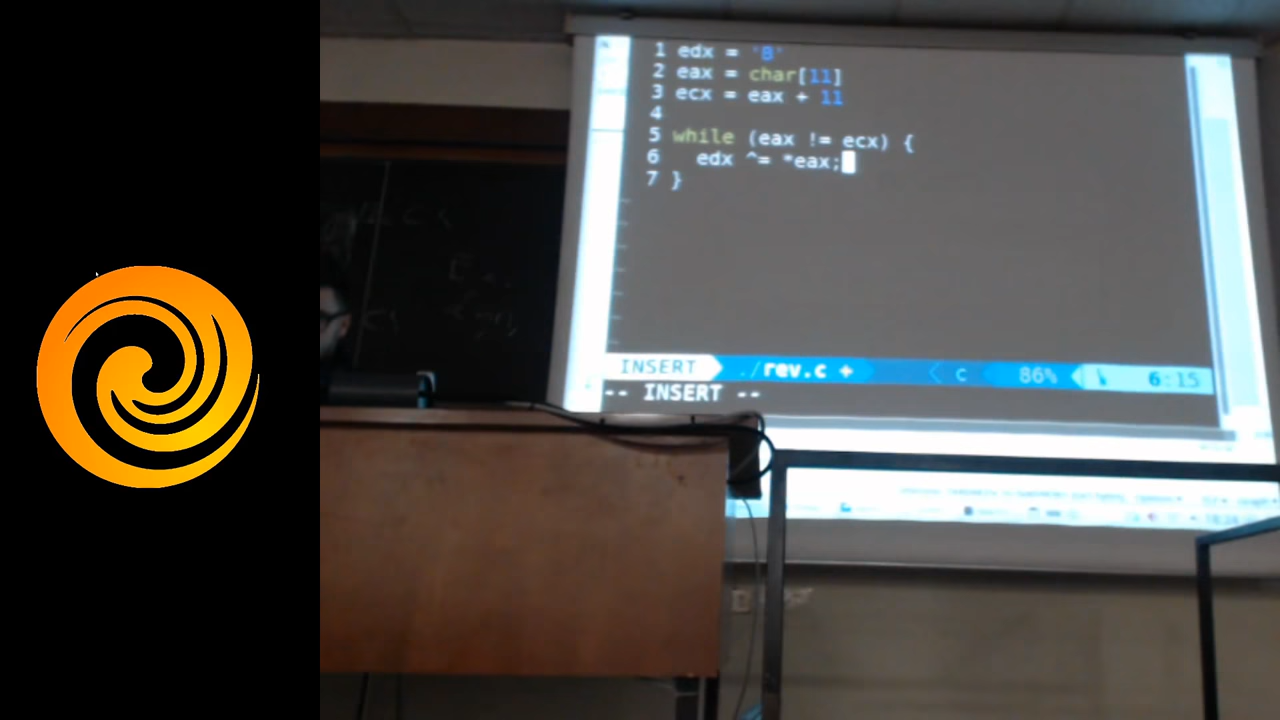 1 edx = 'B'
2 eax = char[11]
3 ecx = eax + 11
4
5 while (eax != ecx) {
6   edx ^= *eax;
7 }
INSERT ./rev.c + c 86% 6:15
-- INSERT --